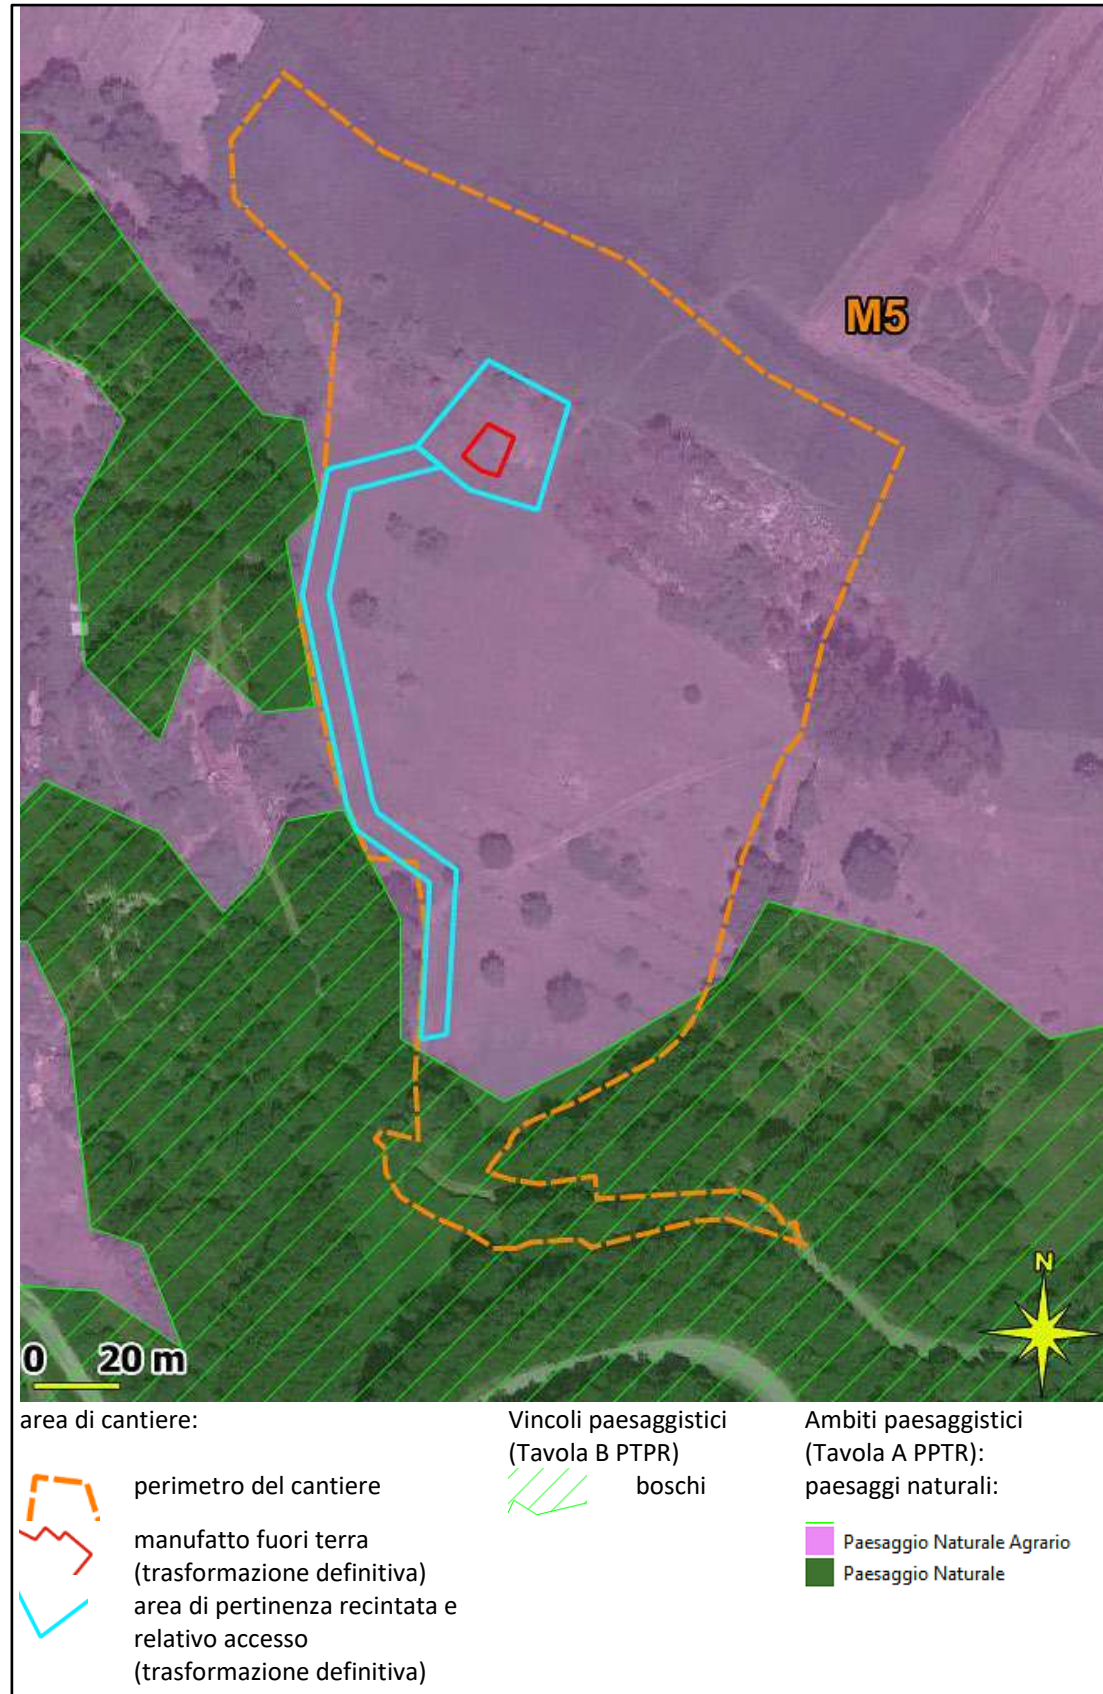 M5
N
0 20 m
area di cantiere:
perimetro del cantiere
manufatto fuori terra
(trasformazione definitiva)
area di pertinenza recintata e
relativo accesso
(trasformazione definitiva)
Vincoli paesaggistici
(Tavola B PTPR)
boschi
Ambiti paesaggistici
(Tavola A PPTR):
paesaggi naturali:
Paesaggio Naturale Agrario
Paesaggio Naturale